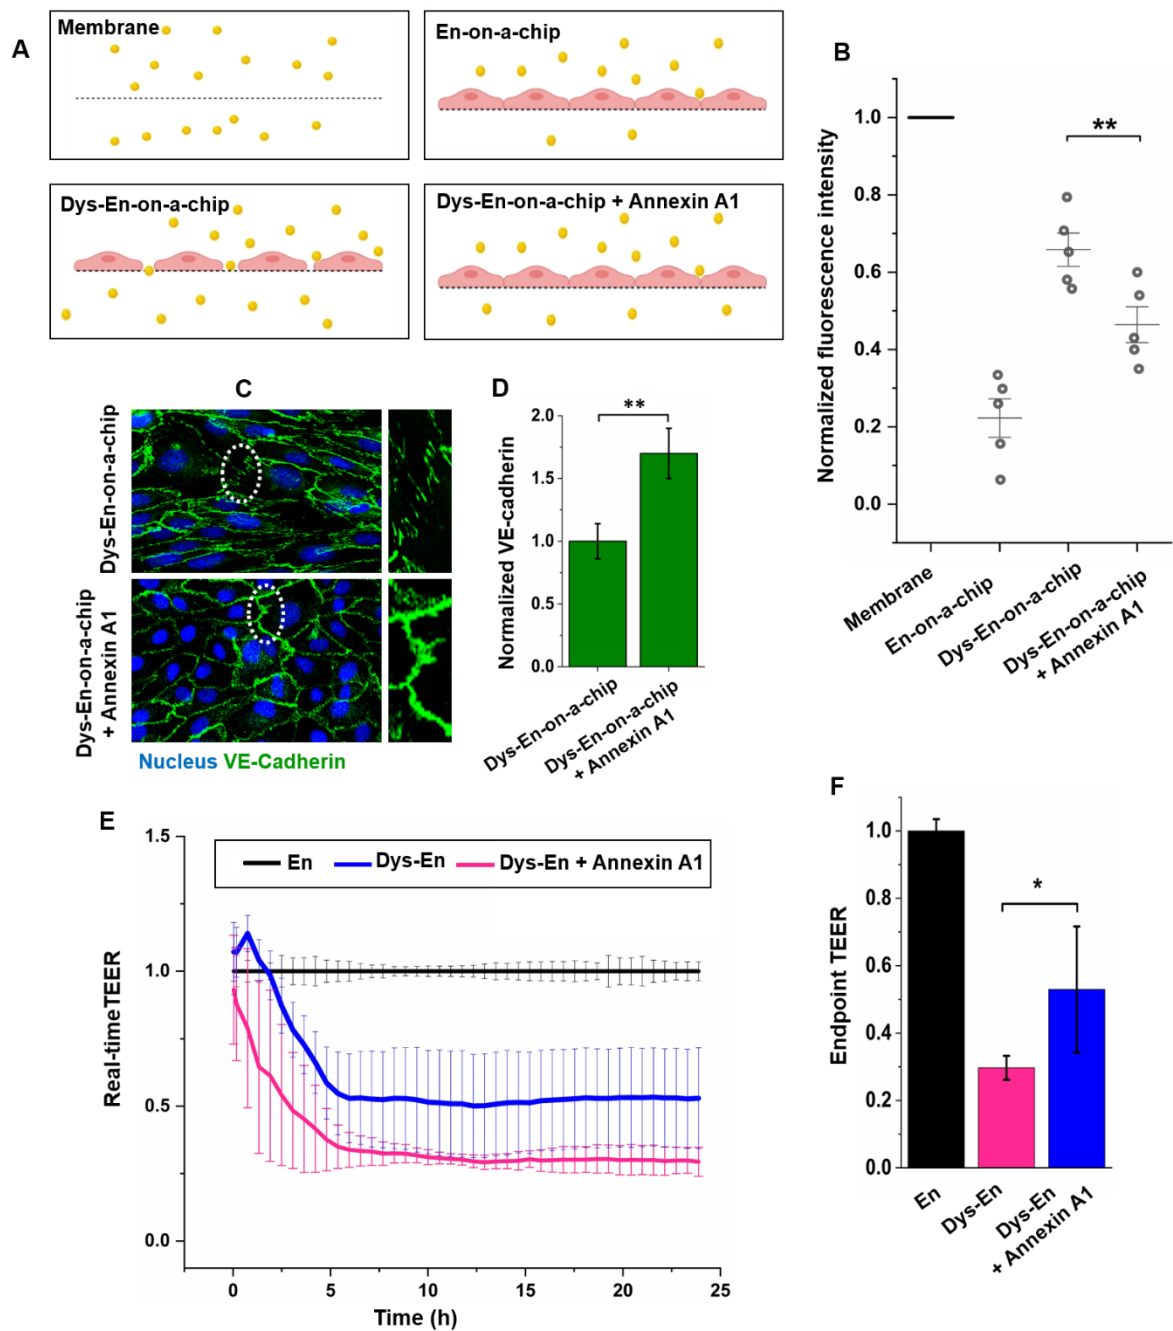 A
Membrane
En-on-a-chip
Dys-En-on-a-chip
Dys-En-on-a-chip + Annexin A1
B
Normalized fluorescence intensity
1.0
0.8
0.6
0.4
0.2
0.0
**
Membrane
En-on-a-chip
Dys-En-on-a-chip
Dys-En-on-a-chip
+ Annexin A1
C
Dys-En-on-a-chip
Dys-En-on-a-chip
+ Annexin A1
Nucleus VE-Cadherin
D
Normalized VE-cadherin
2.0
1.5
1.0
0.5
0.0
**
Dys-En-on-a-chip
Dys-En-on-a-chip
+ Annexin A1
E
Real-timeTEER
1.5
1.0
0.5
0.0
En
Dys-En
Dys-En + Annexin A1
0
5
10
15
20
25
Time (h)
F
Endpoint TEER
1.0
0.8
0.6
0.4
0.2
0.0
*
En
Dys-En
Dys-En
+ Annexin A1